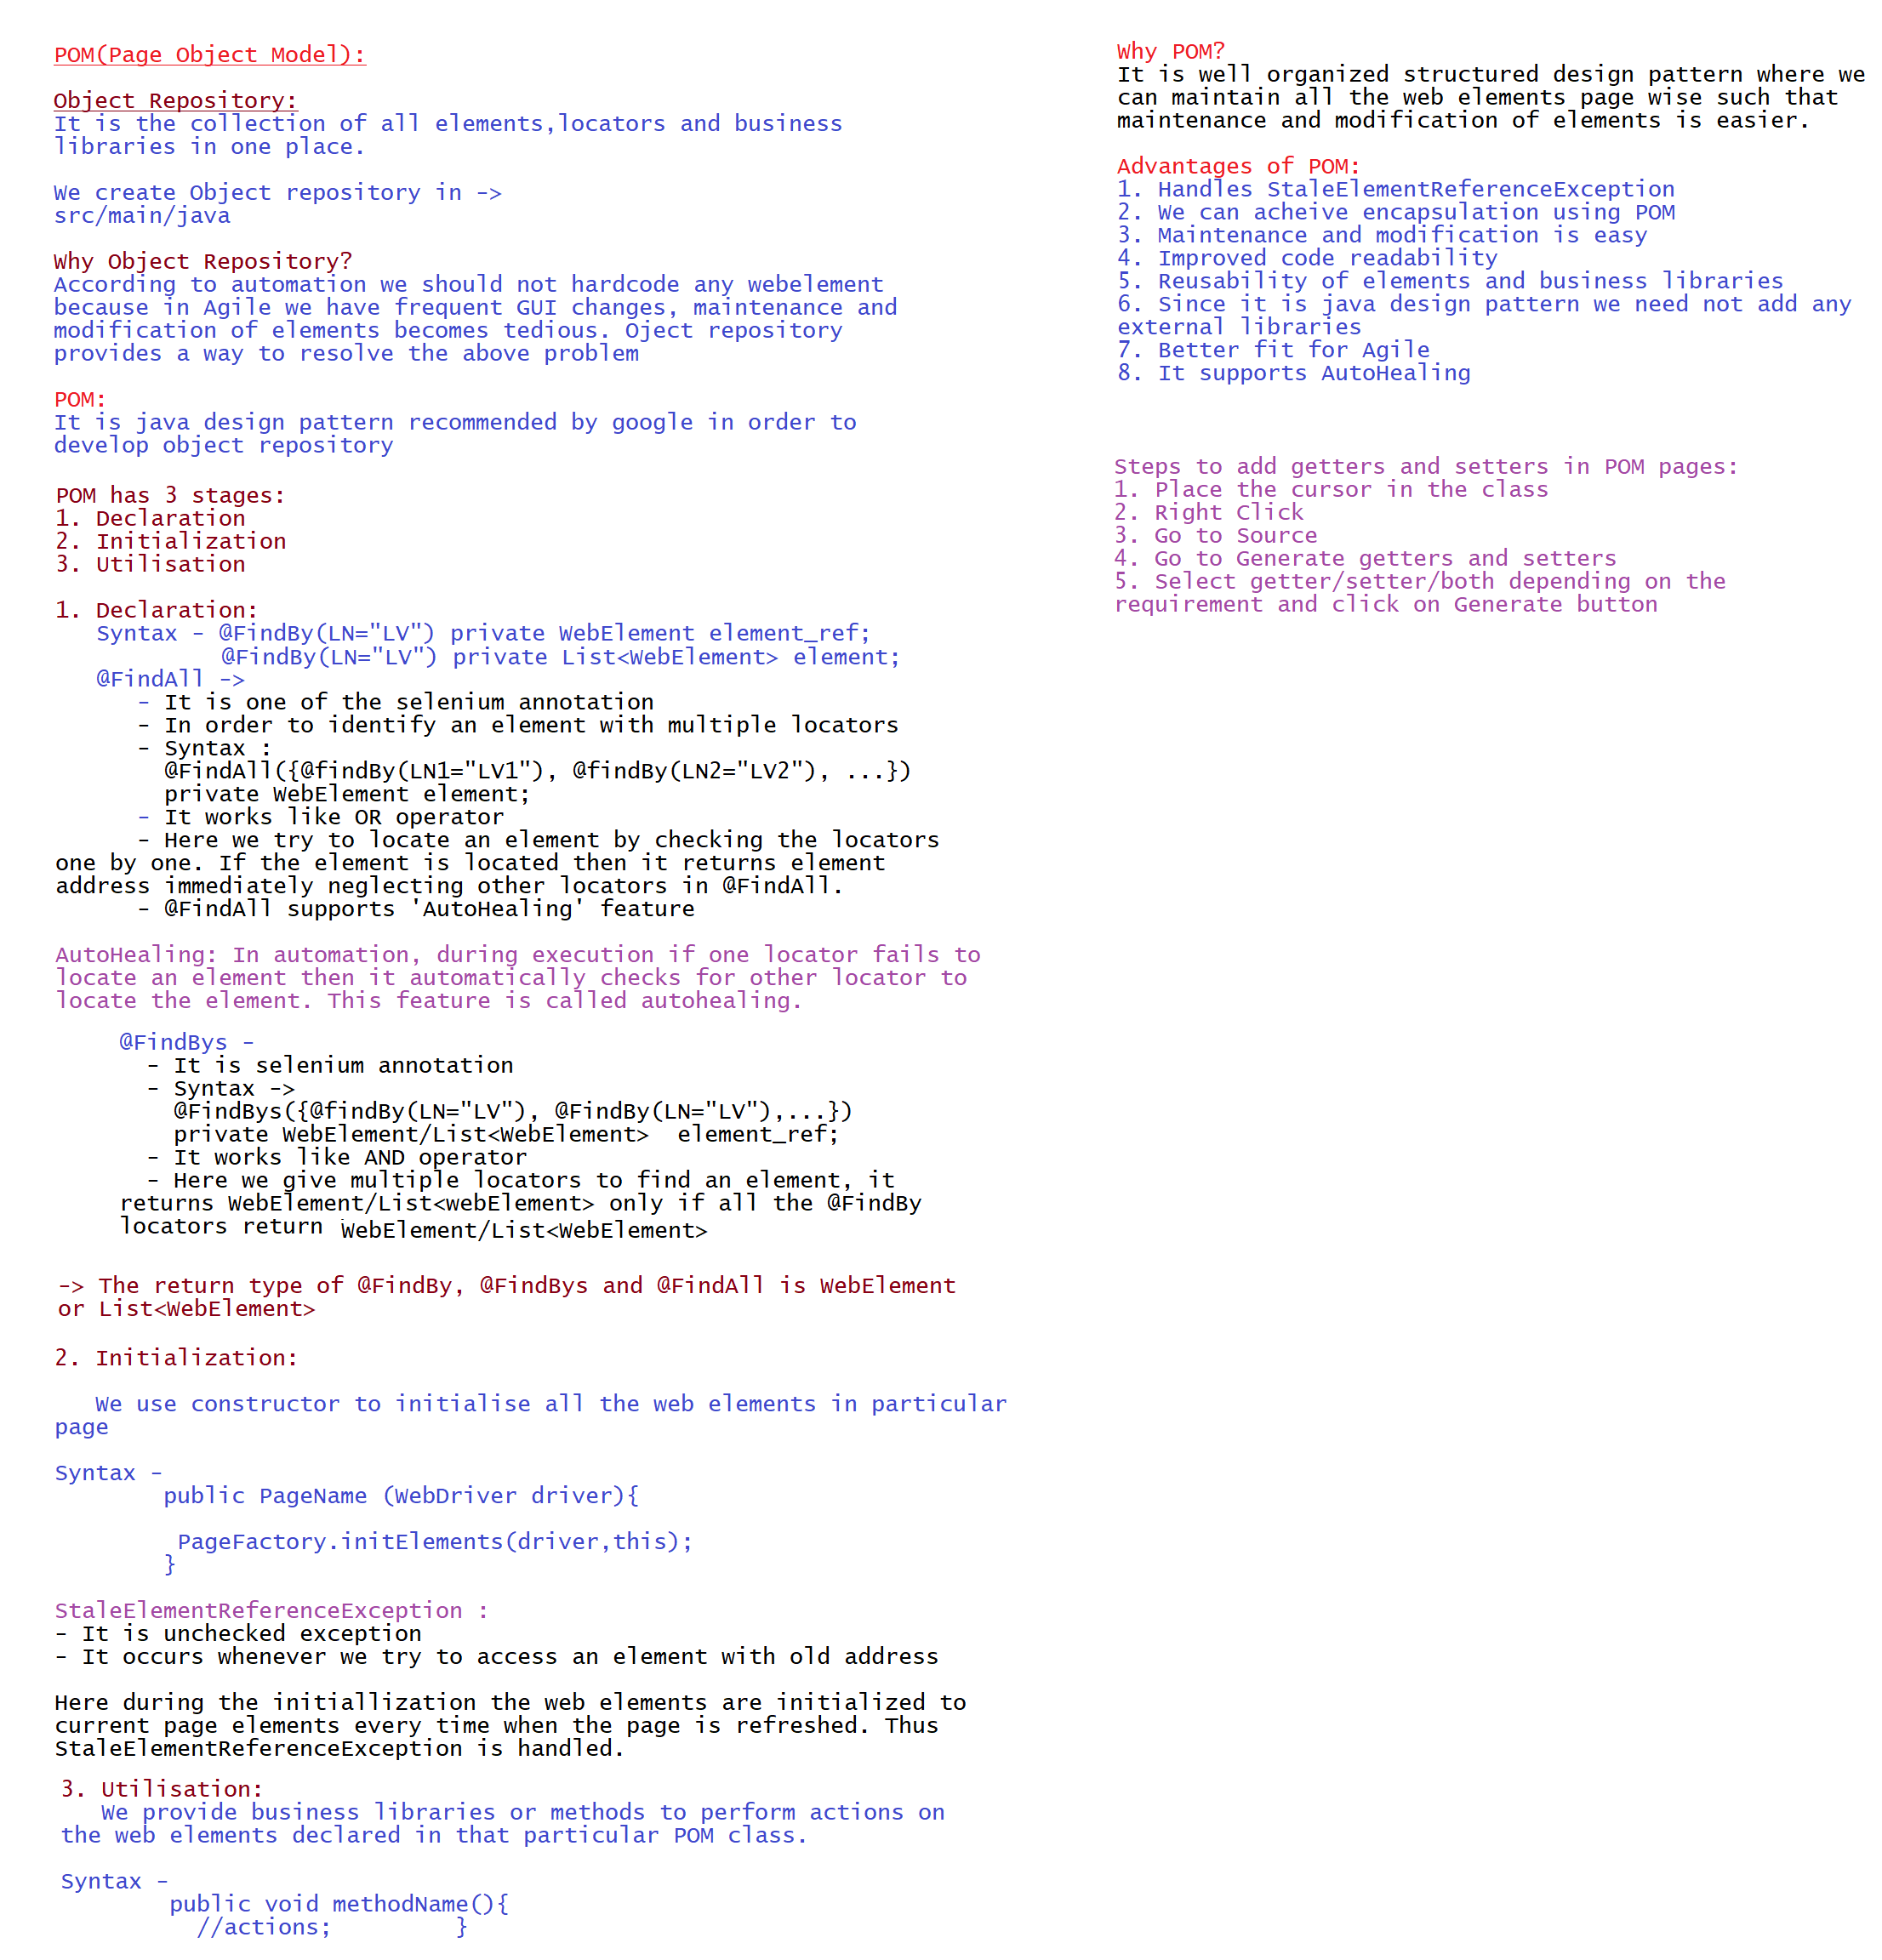 POM(Page Object Model):
Object Repository:
It is the collection of all elements,locators and business
libraries in one place.
We create Object repository in ->
src/main/java
Why Object Repository?
According to automation we should not hardcode any webelement
because in Agile we have frequent GUI changes, maintenance and
modification of elements becomes tedious. Oject repository
provides a way to resolve the above problem
POM:
It is java design pattern recommended by google in order to
develop object repository
POM has 3 stages:
1. Declaration
2. Initialization
3. Utilisation
1. Declaration:
Syntax - @FindBy(LN="LV") private WebElement element_ref;
@FindBy(LN="LV") private List<WebElement> element;
@FindAll ->
- It is one of the selenium annotation
- In order to identify an element with multiple locators
- Syntax :
@FindAll({@findBy(LN1="LV1"), @findBy(LN2="LV2"), ...})
private WebElement element;
- It works like OR operator
- Here we try to locate an element by checking the locators
one by one. If the element is located then it returns element
address immediately neglecting other locators in @FindAll.
- @FindAll supports 'AutoHealing' feature
AutoHealing: In automation, during execution if one locator fails to
locate an element then it automatically checks for other locator to
locate the element. This feature is called autohealing.
@FindBys -
- It is selenium annotation
- Syntax ->
@FindBys({@findBy(LN="LV"), @FindBy(LN="LV"),...})
private WebElement/List<WebElement>  element_ref;
- It works like AND operator
- Here we give multiple locators to find an element, it
returns WebElement/List<webElement> only if all the @FindBy
locators return WebElement/List<WebElement>
-> The return type of @FindBy, @FindBys and @FindAll is WebElement
or List<WebElement>
2. Initialization:
We use constructor to initialise all the web elements in particular
page
Syntax -
public PageName (WebDriver driver){
PageFactory.initElements(driver,this);
}
StaleElementReferenceException :
- It is unchecked exception
- It occurs whenever we try to access an element with old address
Here during the initiallization the web elements are initialized to
current page elements every time when the page is refreshed. Thus
StaleElementReferenceException is handled.
3. Utilisation:
We provide business libraries or methods to perform actions on
the web elements declared in that particular POM class.
Syntax -
public void methodName(){
//actions;         }
Why POM?
It is well organized structured design pattern where we
can maintain all the web elements page wise such that
maintenance and modification of elements is easier.
Advantages of POM:
1. Handles StaleElementReferenceException
2. We can acheive encapsulation using POM
3. Maintenance and modification is easy
4. Improved code readability
5. Reusability of elements and business libraries
6. Since it is java design pattern we need not add any
external libraries
7. Better fit for Agile
8. It supports AutoHealing
Steps to add getters and setters in POM pages:
1. Place the cursor in the class
2. Right Click
3. Go to Source
4. Go to Generate getters and setters
5. Select getter/setter/both depending on the
requirement and click on Generate button